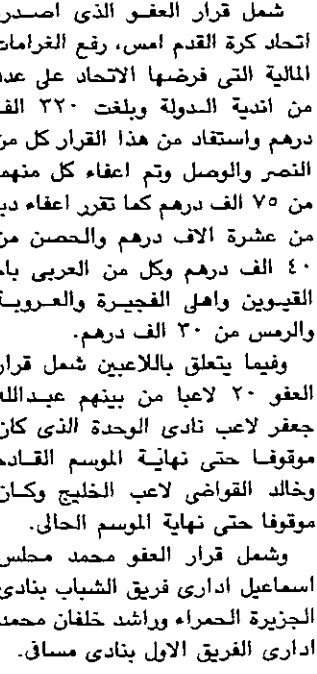 شمل قرار العفو الذى اصدر
اتحاد كرة القدم امس، رفع الغرامات
المالية التى فرضها الاتحاد على عدد
من اندية الدولة وبلغت ٣٢٠ الف
درهم واستفاد من هذا القرار كل من
النصر والوصل وتم اعفاء كل منهم
من ٧٥ الف درهم كما تقرر اعفاء دب
من عشرة الاف درهم والحصن من
٤٠ الف درهم وكل من العربى با
القيوين واهلى الفجيرة والعروبة
والرمس من ٣٠ الف درهم.
وفيما يتعلق باللاعبين شمل قرار
العفو ٢٠ لاعبا من بينهم عبدالله
جعفر لاعب نادى الوحدة الذى كان
موقوفا حتى نهاية الموسم القاد
وخالد القواضى لاعب الخليج وكان
موقوفا حتى نهاية الموسم الحالى.
وشمل قرار العفو محمد مجلس
اسماعيل ادارى فريق الشباب بنادى
الجزيرة الحمراء وراشد خلفان محمد
ادارى الفريق الاول بنادى مسافى.